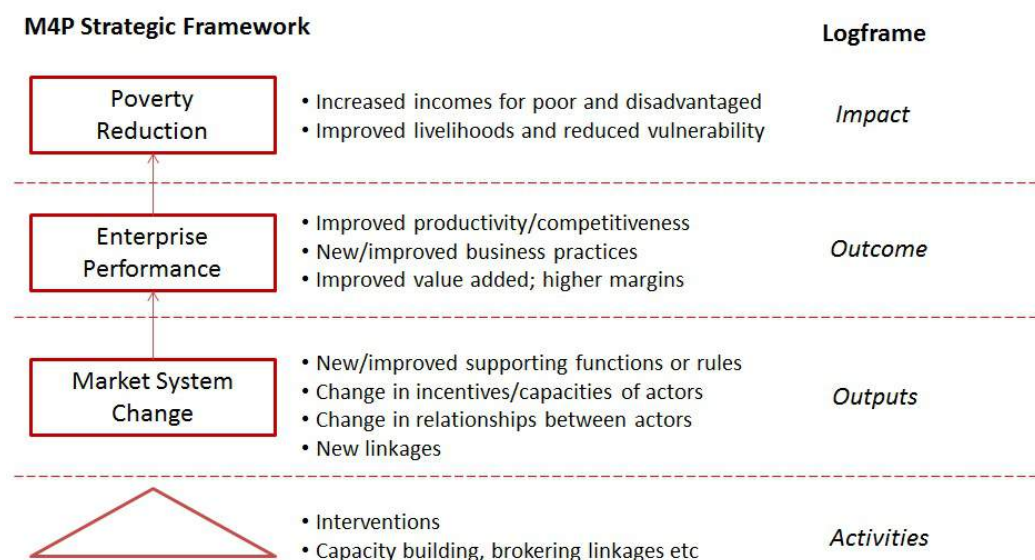 M4P Strategic Framework
Logframe
Poverty
Reduction
• Increased incomes for poor and disadvantaged
• Improved livelihoods and reduced vulnerability
Impact
Enterprise
Performance
• Improved productivity/competitiveness
• New/improved business practices
• Improved value added; higher margins
Outcome
Market System
Change
• New/improved supporting functions or rules
• Change in incentives/capacities of actors
• Change in relationships between actors
• New linkages
Outputs
• Interventions
• Capacity building, brokering linkages etc
Activities